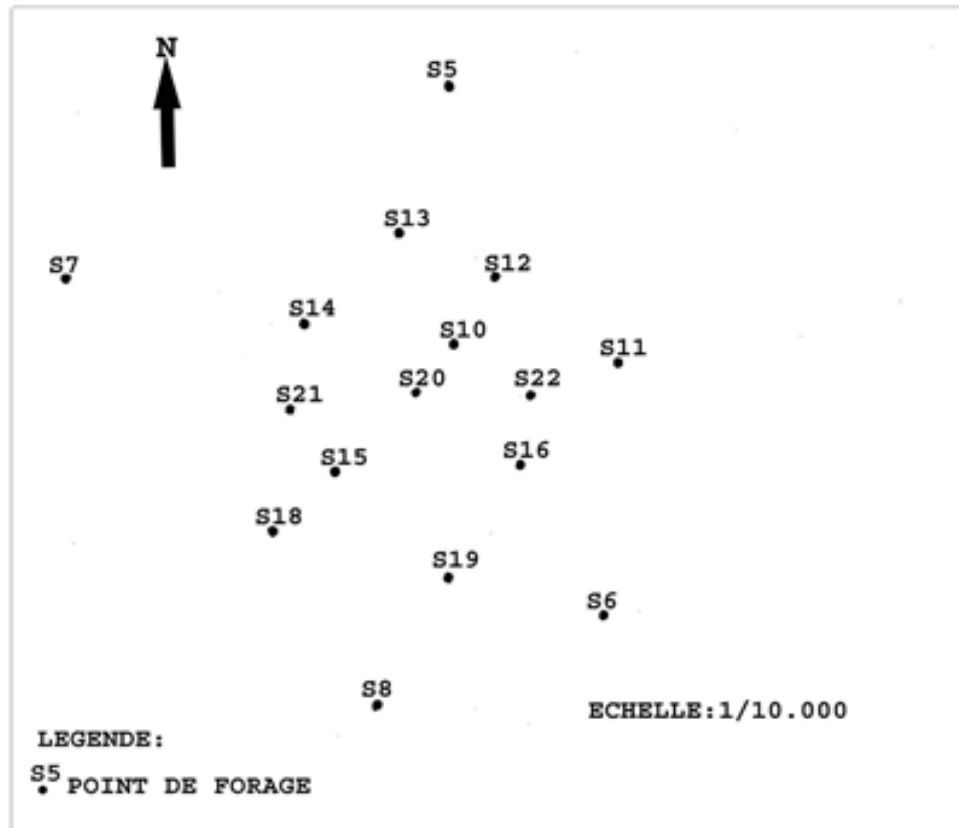 N
S5
S13
S7
S12
S14
S10
S11
S20
S22
S21
S16
S15
S18
S19
S6
S8
ECHELLE:1/10.000
LEGENDE:
S5 POINT DE FORAGE